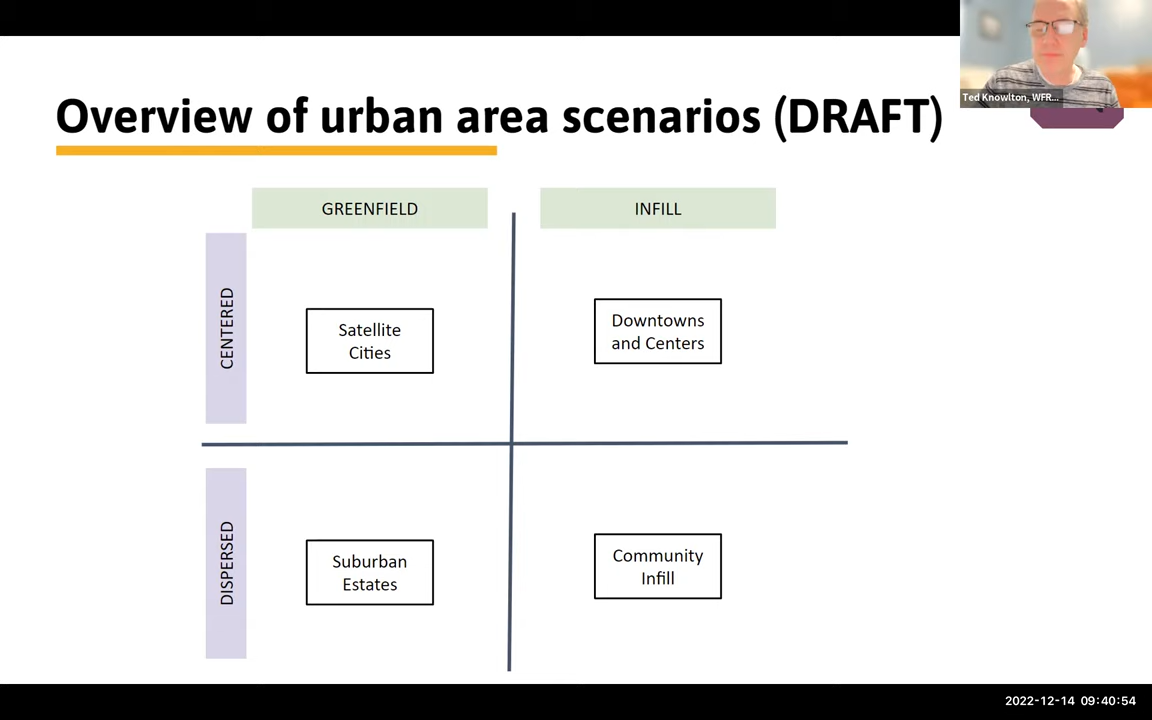 Ted Knowlton, WFR...
Overview of urban area scenarios (DRAFT)
GREENFIELD
INFILL
CENTERED
Satellite
Cities
Downtowns
and Centers
DISPERSED
Suburban
Estates
Community
Infill
2022-12-14 09:40:54